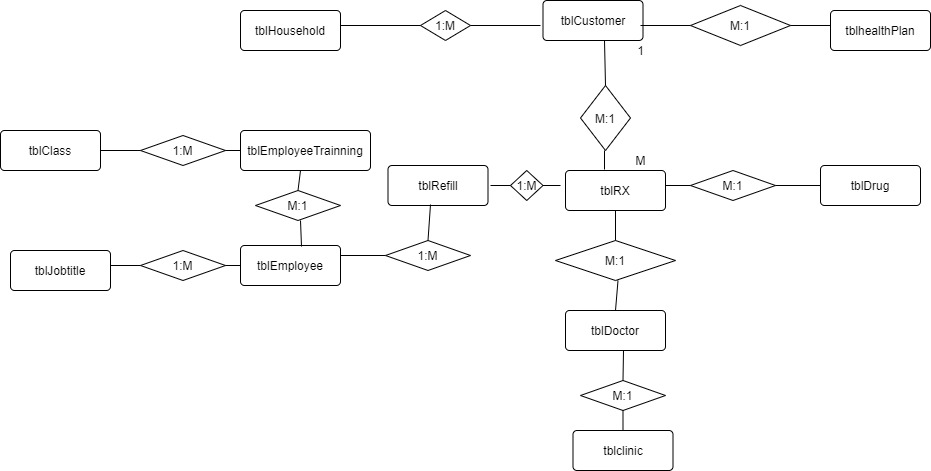 tblHousehold
1:M
tblCustomer
M:1
tblhealthPlan
1
M:1
tblClass
1:M
tblEmployeeTrainning
M
tblRefill
1:M
tblRX
M:1
tblDrug
M:1
tblJobtitle
1:M
tblEmployee
1:M
M:1
tblDoctor
M:1
tblclinic